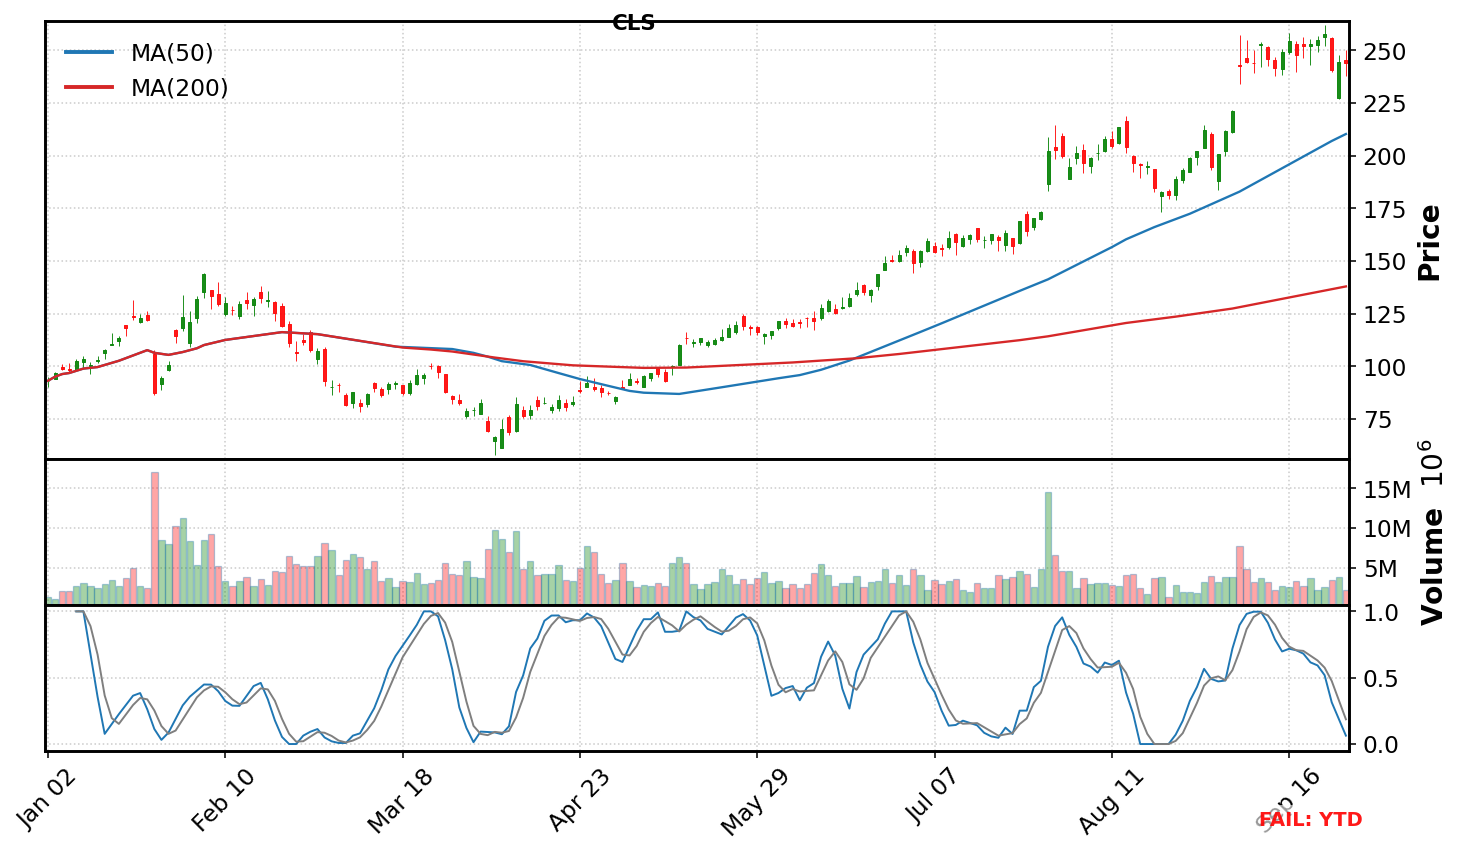 CLS
MA(50)
MA(200)
250
225
200
175
150
125
100
75
Price
15M
10M
5M
Volume 10^6
1.0
0.5
0.0
Jan 02
Feb 10
Mar 18
Apr 23
May 29
Jul 07
Aug 11
Sep 16
FAIL: YTD